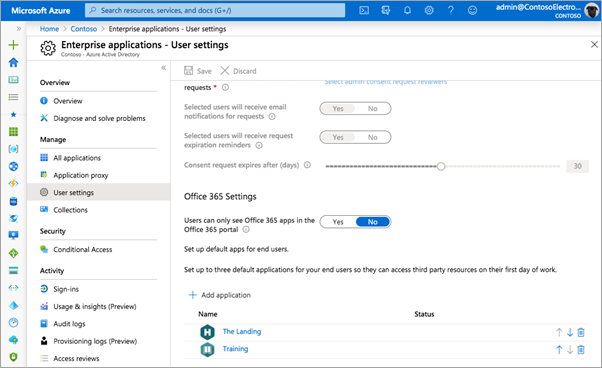 Microsoft Azure
Search resources, services, and docs (G+/)
admin@ContosoElectro...
CONTOSO
Home > Contoso > Enterprise applications - User settings
Enterprise applications - User settings
Contoso - Azure Active Directory
Save
Discard
Overview
Overview
Diagnose and solve problems
Manage
All applications
Application proxy
User settings
Collections
Security
Conditional Access
Activity
Sign-ins
Usage & insights (Preview)
Audit logs
Provisioning logs (Preview)
Access reviews
Select admin consent request reviewers
requests *
Selected users will receive email
notifications for requests
Yes No
Selected users will receive request
expiration reminders
Yes No
Consent request expires after (days)
30
Office 365 Settings
Users can only see Office 365 apps in the
Office 365 portal
Yes No
Set up default apps for end users.
Set up to three default applications for your end users so they can access third party resources on their first day of work.
+ Add application
Name Status
The Landing
Training